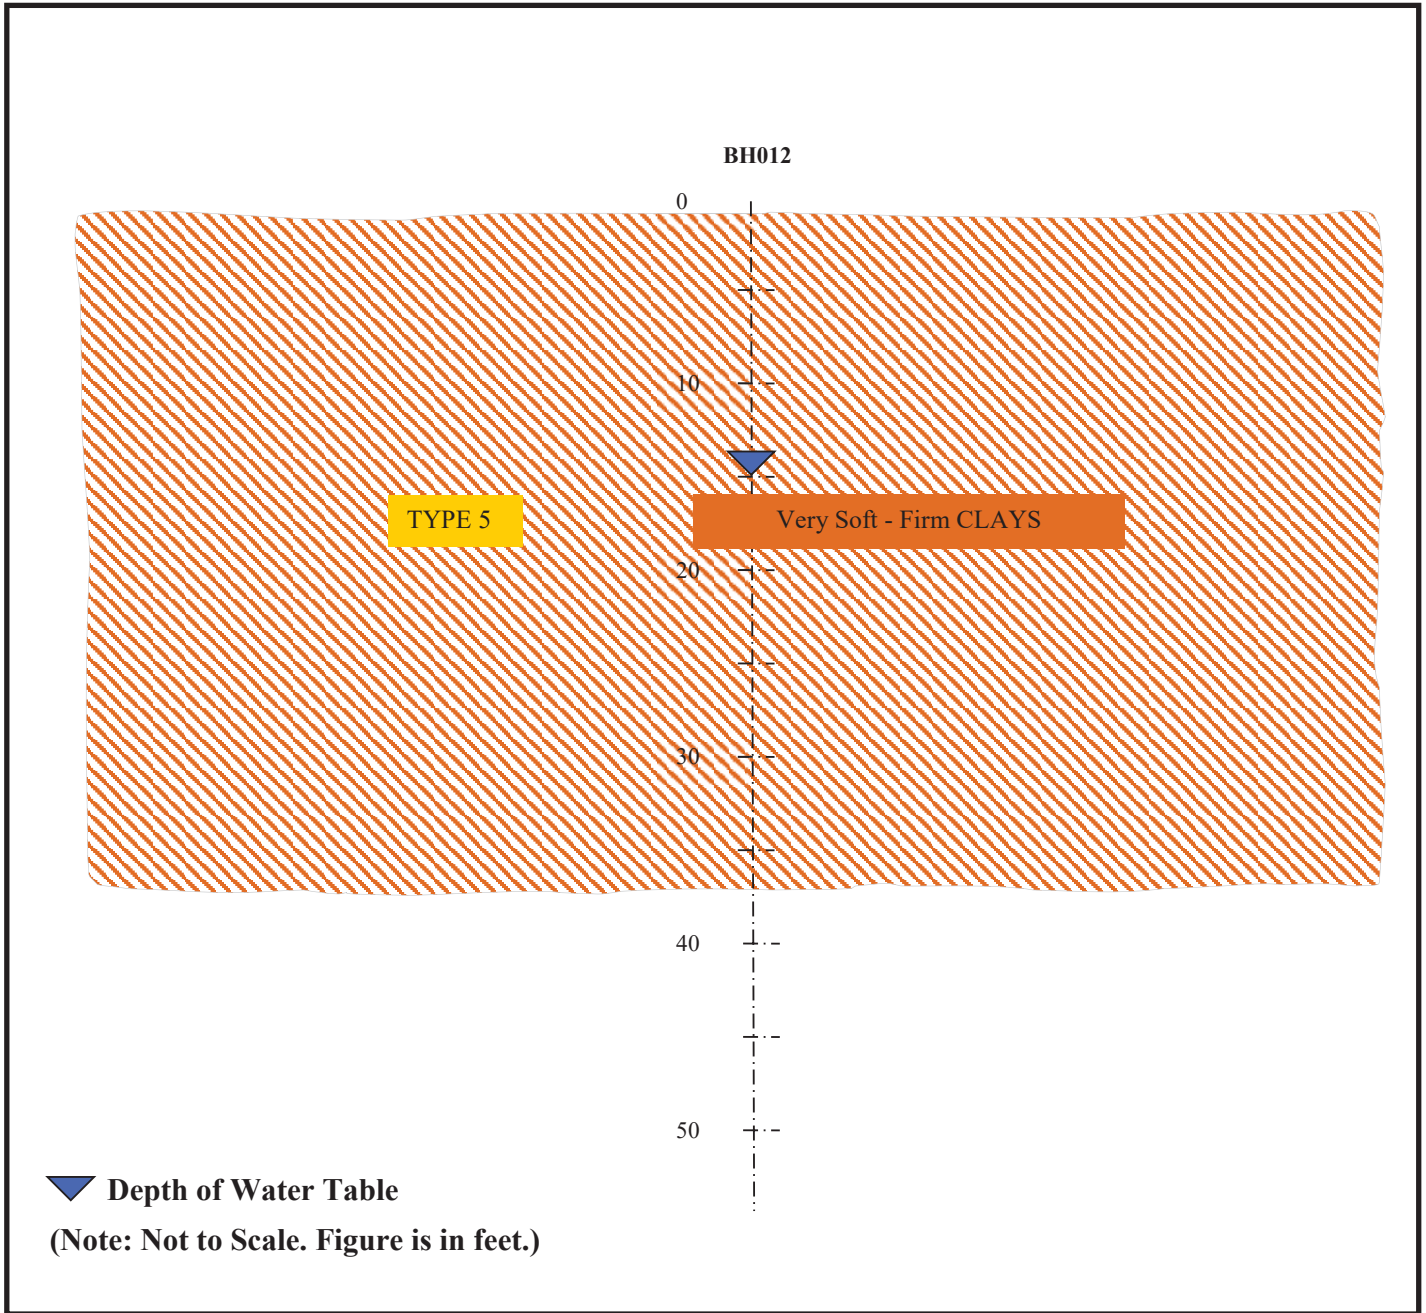 BH012
0
10
TYPE 5
Very Soft - Firm CLAYS
20
30
40
50
Depth of Water Table
(Note: Not to Scale. Figure is in feet.)